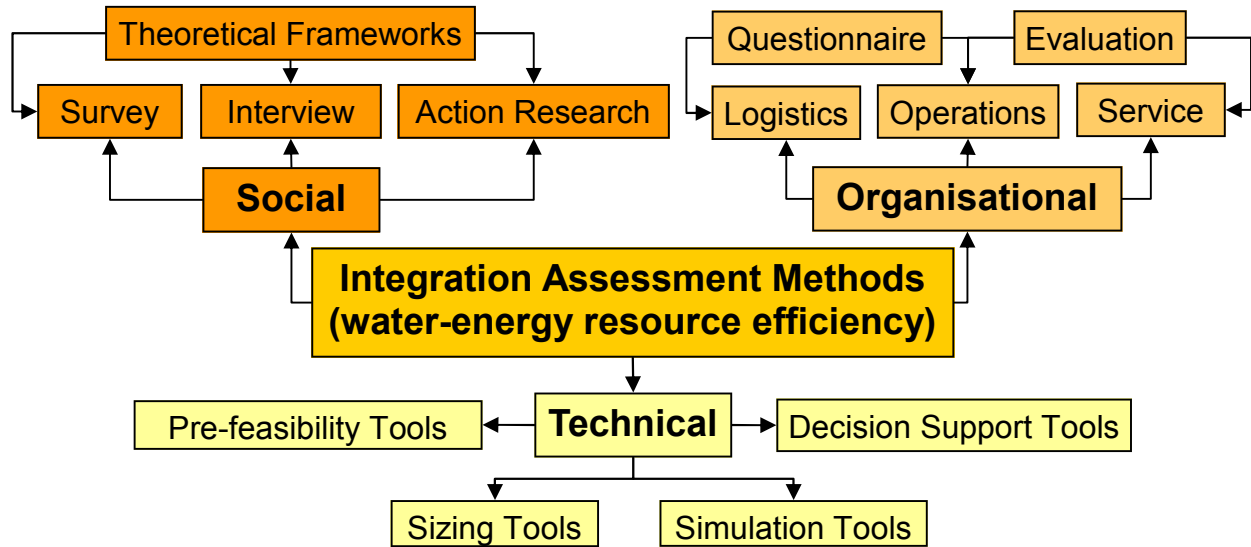 Theoretical Frameworks
Questionnaire
Evaluation
Survey
Interview
Action Research
Logistics
Operations
Service
Social
Organisational
Integration Assessment Methods
(water-energy resource efficiency)
Pre-feasibility Tools
Technical
Decision Support Tools
Sizing Tools
Simulation Tools